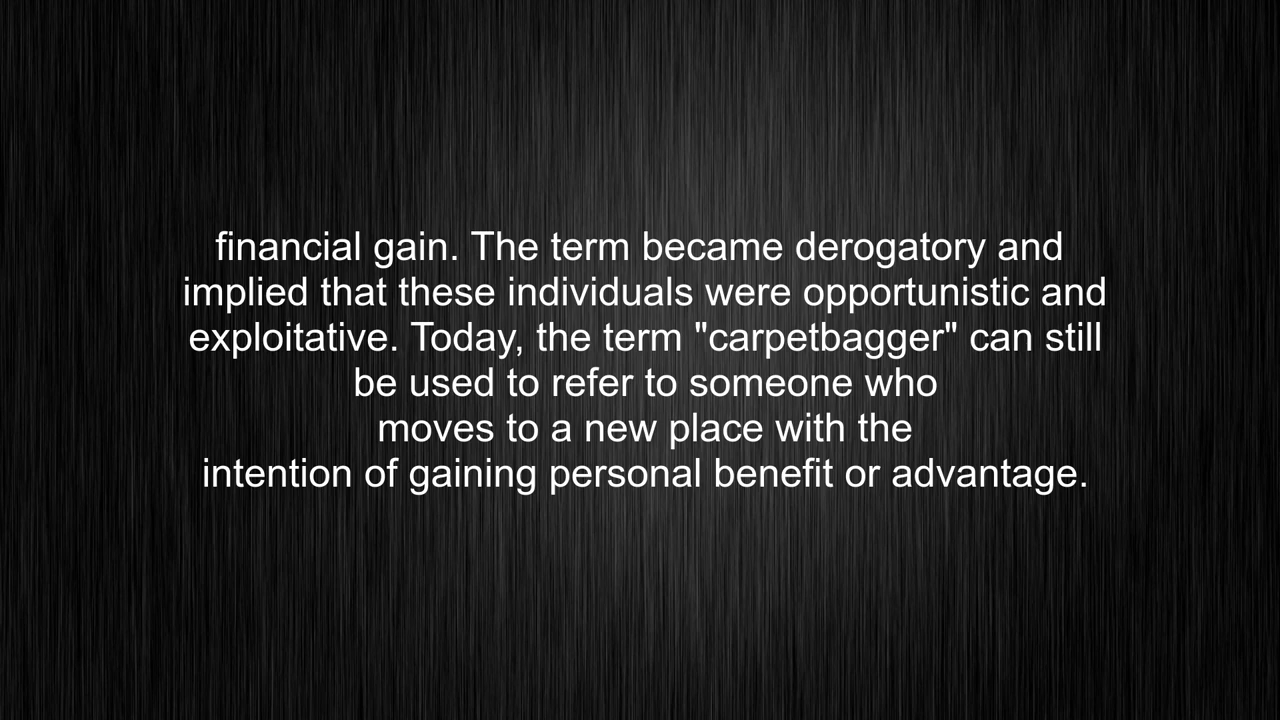 financial gain. The term became derogatory and
implied that these individuals were opportunistic and
exploitative. Today, the term "carpetbagger" can still
be used to refer to someone who
moves to a new place with the
intention of gaining personal benefit or advantage.